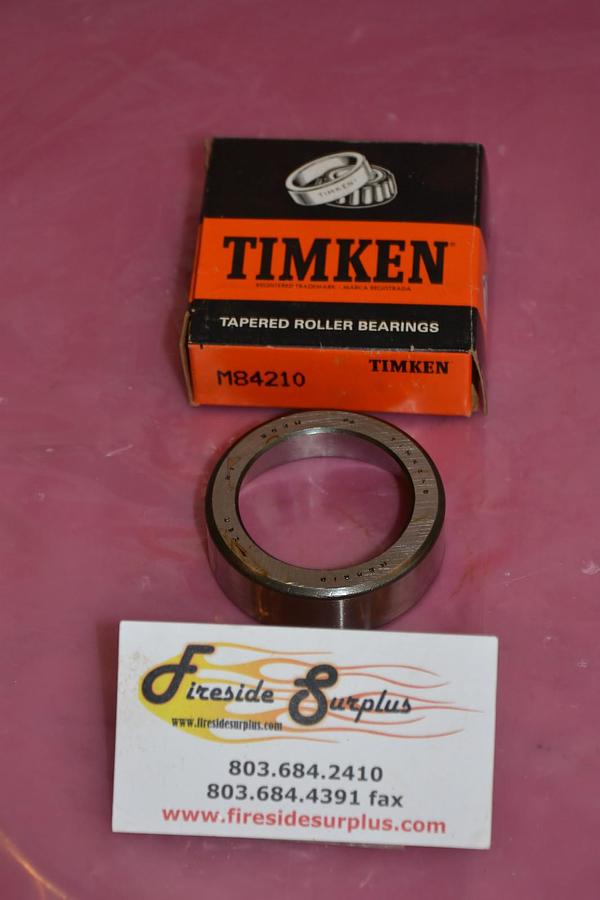 TIMKEN
TIMKEN®
REGISTERED TRADEMARK · MARCA REGISTRADA
TAPERED ROLLER BEARINGS
M84210 TIMKEN
Fireside Surplus
www.firesidesurplus.com
803.684.2410
803.684.4391 fax
www.firesidesurplus.com